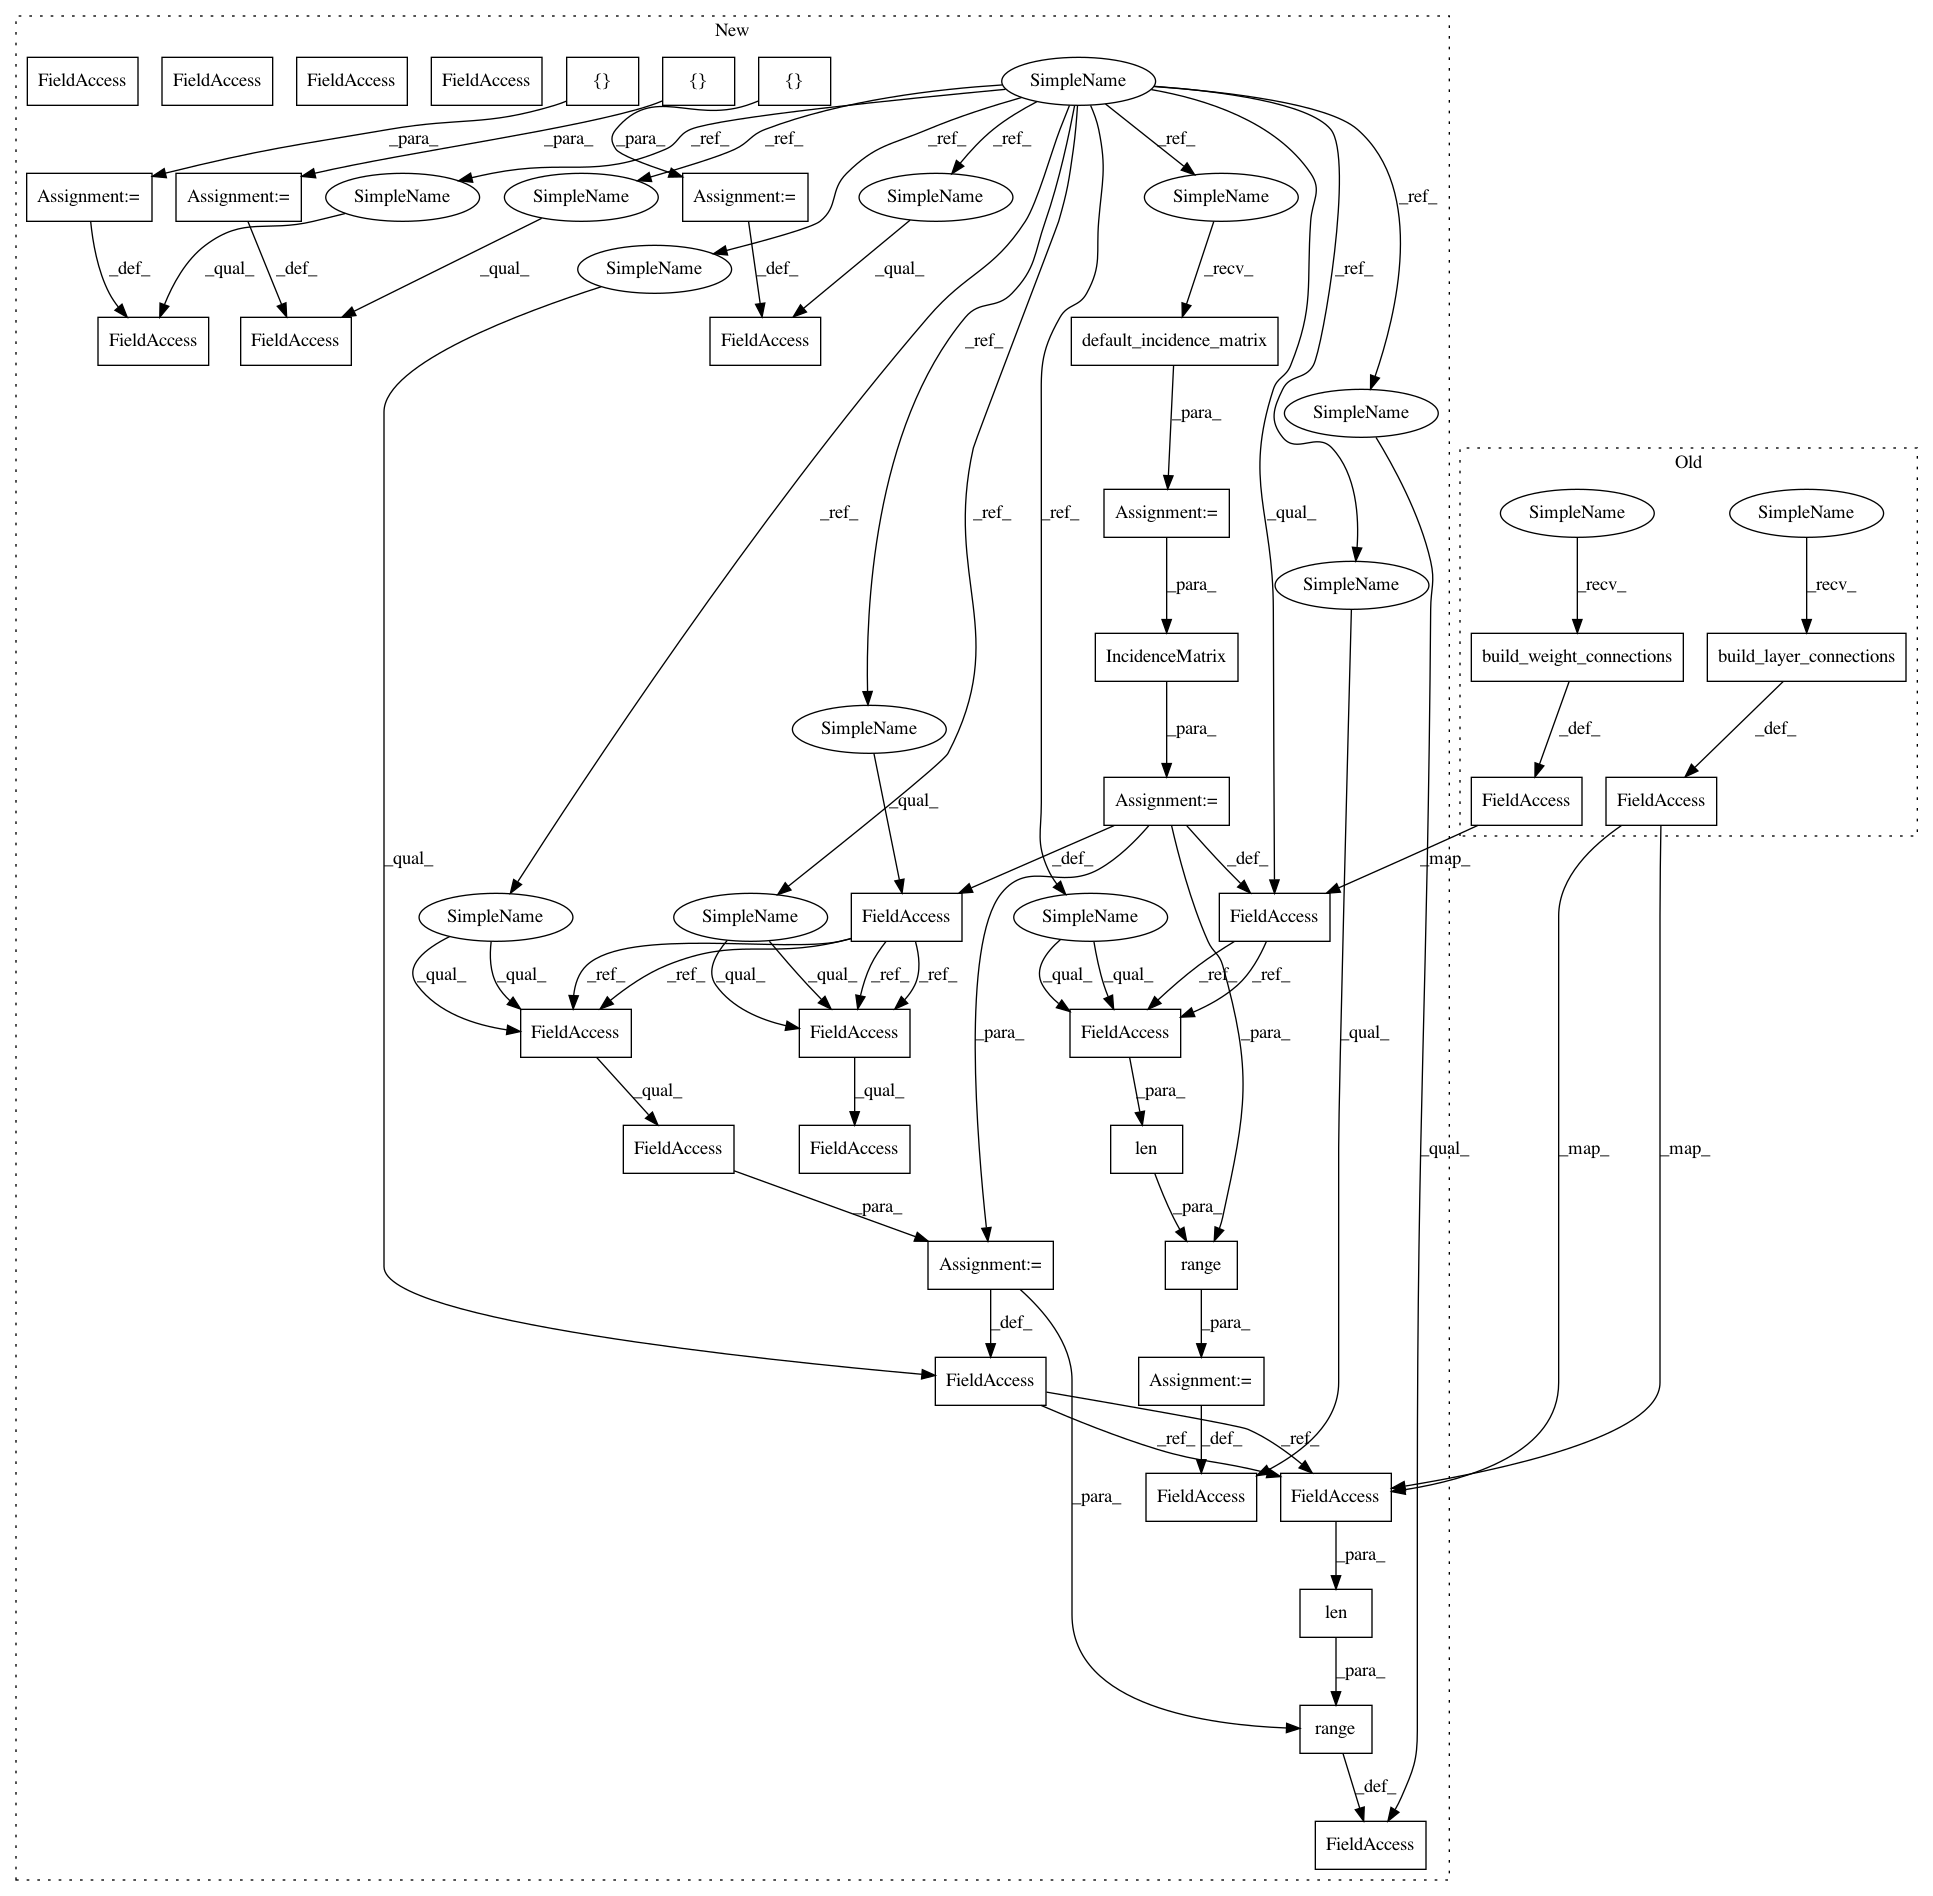 New
FieldAccess FieldAccess FieldAccess FieldAccess {} {} {} SimpleName
_para_ _para_ _para_ _ref_ _ref_ _ref_ _ref_ _ref_
Assignment:= Assignment:= SimpleName SimpleName Assignment:= SimpleName SimpleName _ref_
_def_ _qual_ _def_ _qual_ SimpleName _def_ _qual_ _recv_ _ref_
FieldAccess FieldAccess FieldAccess default_incidence_matrix
_ref_
_para_ SimpleName
Old
_ref_ _ref_ _ref_ Assignment:= _qual_ SimpleName SimpleName
_para_ SimpleName _recv_ _recv_
IncidenceMatrix build_weight_connections build_layer_connections
SimpleName _para_ _def_ _def_
_qual_ Assignment:= FieldAccess FieldAccess
_qual_ _def_ _def_ _map_
SimpleName SimpleName FieldAccess SimpleName FieldAccess
_qual_ _qual_ _ref_ _ref_ _qual_ _qual_ _ref_ _ref_ _qual_ _qual_ _ref_ _ref_
FieldAccess FieldAccess _para_ FieldAccess _para_ _qual_
_qual_ _qual_ _para_
FieldAccess FieldAccess len _qual_ _map_ _map_
_para_ _para_
Assignment:= range
_def_ _para_
FieldAccess Assignment:=
_ref_ _def_ _ref_
_para_ FieldAccess FieldAccess
_para_
len
_para_
range
_def_
FieldAccess